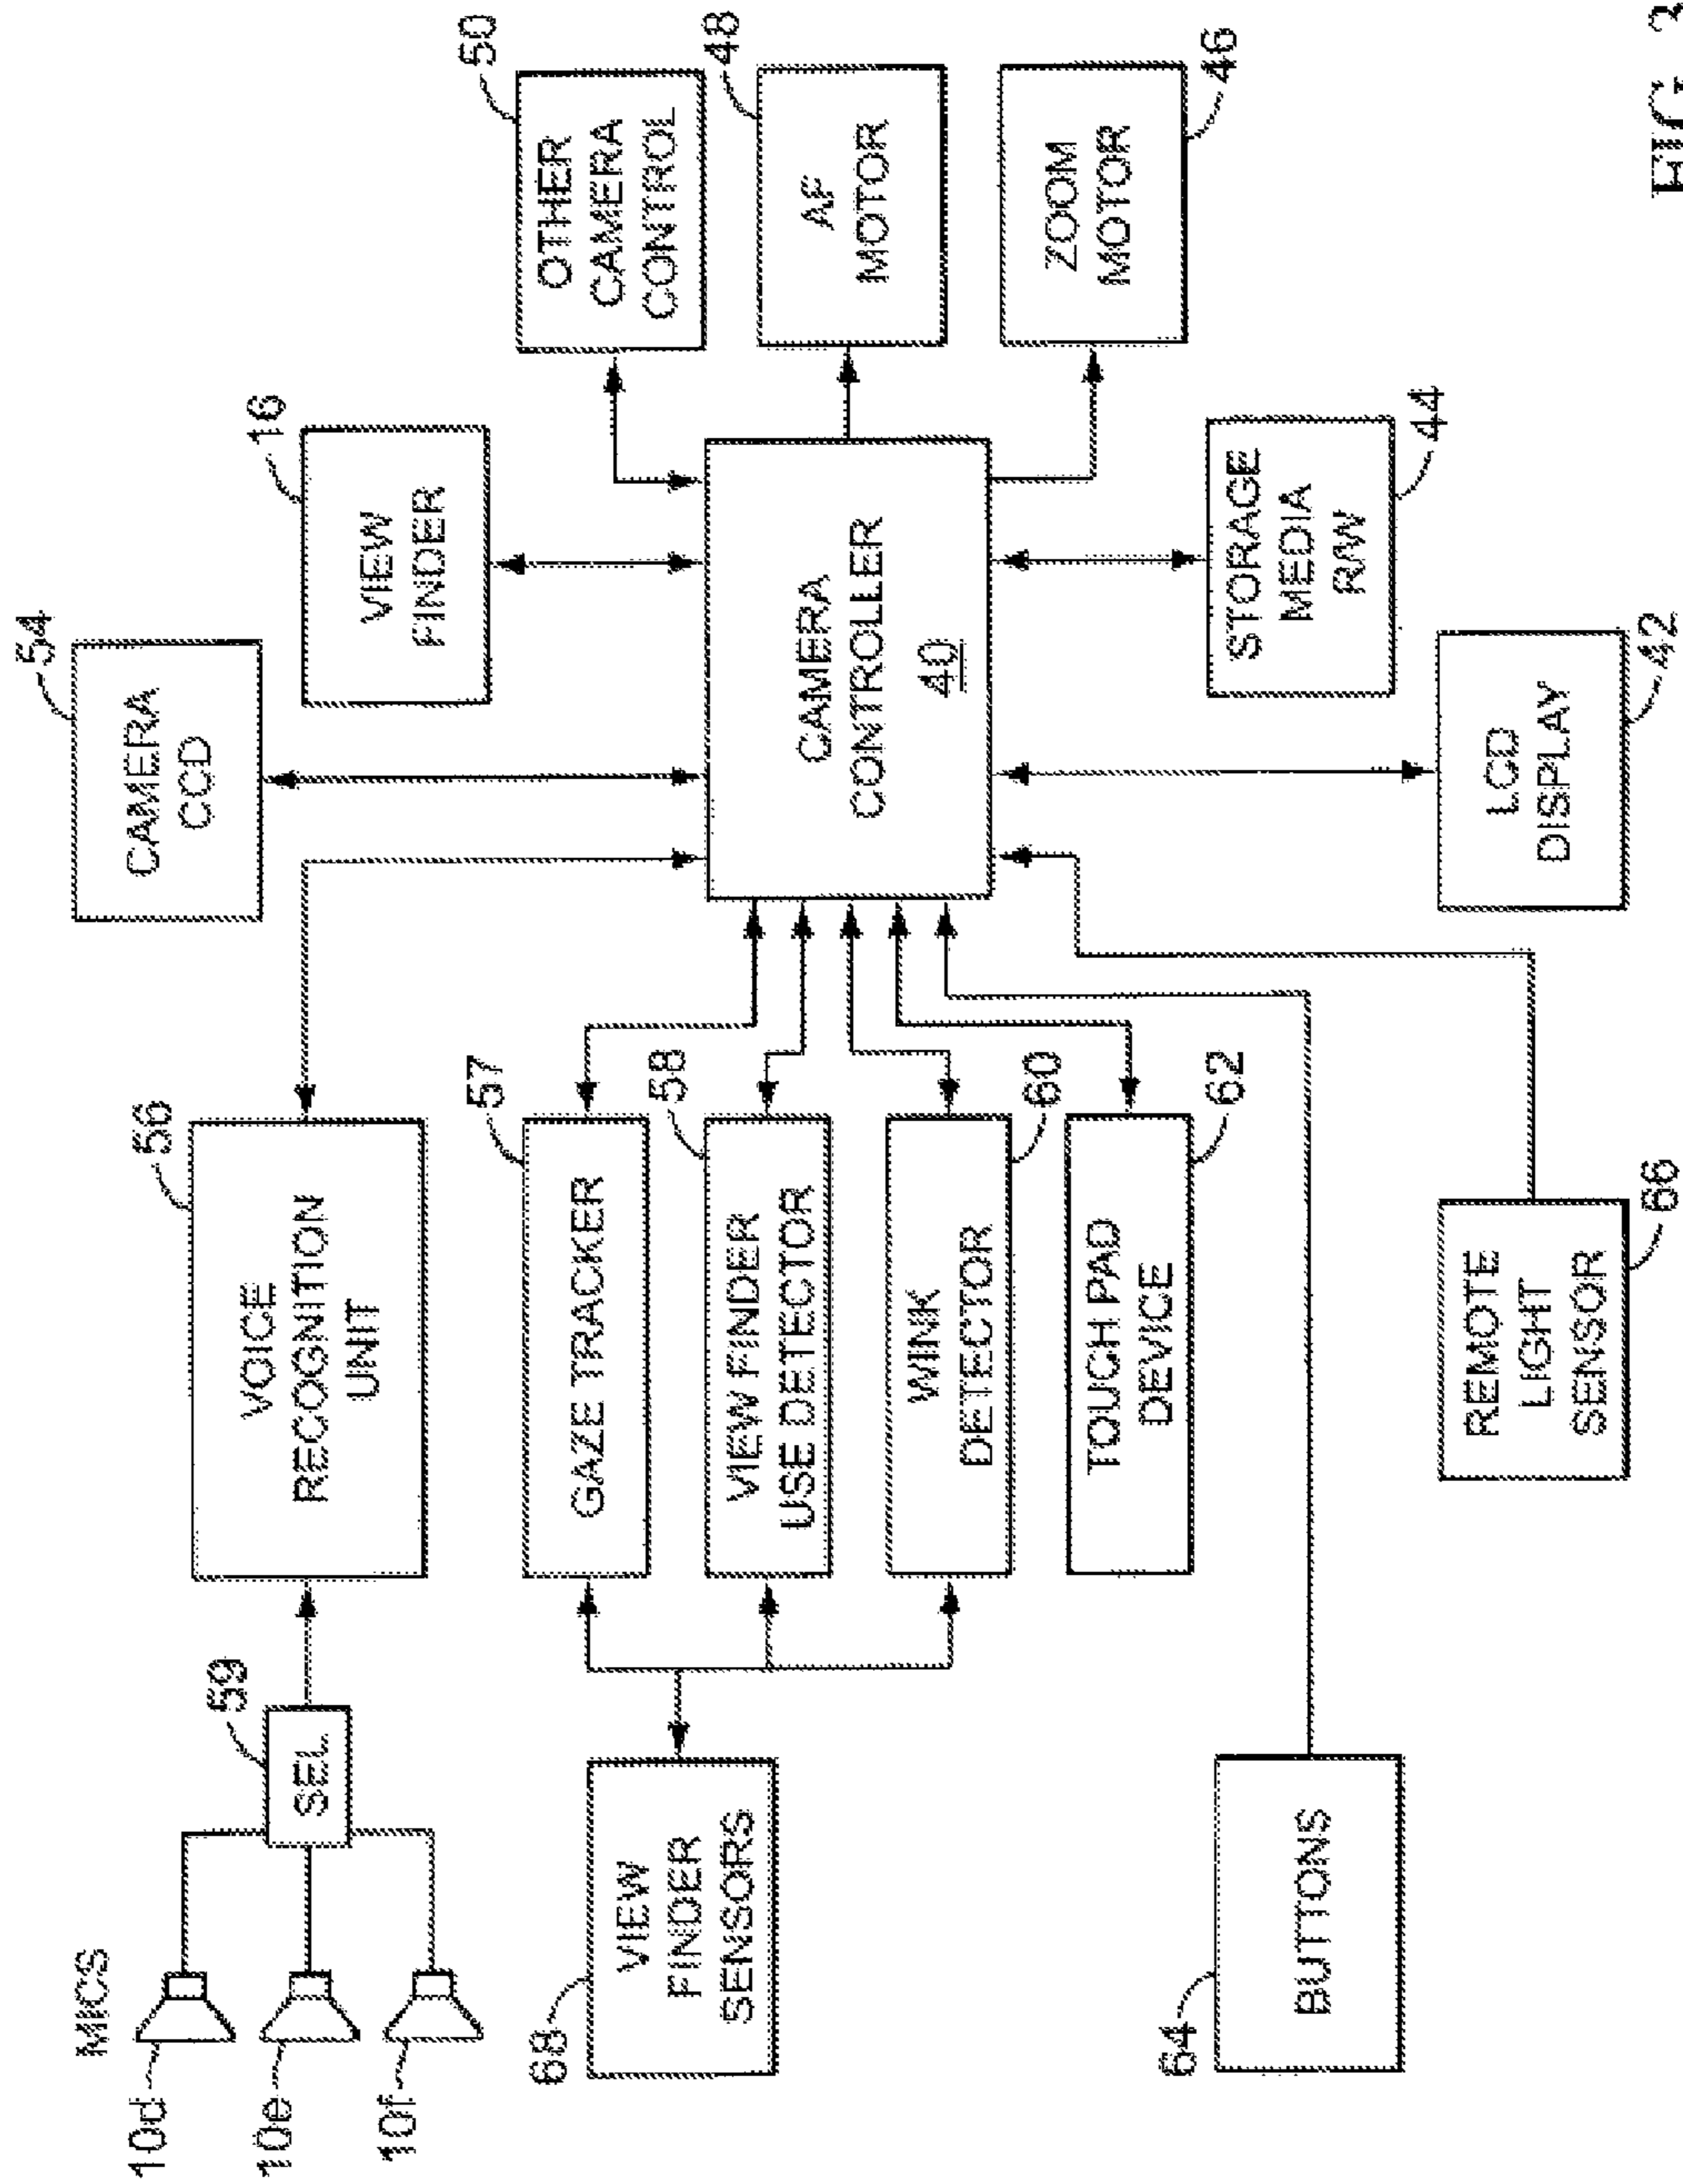 MICS
10d
10e
10f
59
SEL
56
VOICE
RECOGNITION
UNIT
54
CAMERA
CCD
16
VIEW
FINDER
50
OTHER
CAMERA
CONTROL
48
AF
MOTOR
46
ZOOM
MOTOR
68
VIEW
FINDER
SENSORS
57
GAZE TRACKER
58
VIEW FINDER
USE DETECTOR
WINK
DETECTOR
60
TOUCH PAD
DEVICE
62
CAMERA
CONTROLLER
40
64
BUTTONS
REMOTE
LIGHT
SENSOR
66
LCD
DISPLAY
42
STORAGE
MEDIA
R/W
44
FIG. 3